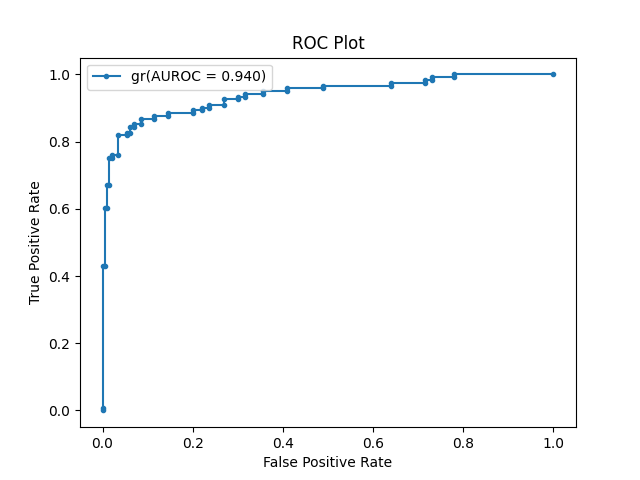 ROC Plot
gr(AUROC = 0.940)
True Positive Rate
1.0
0.8
0.6
0.4
0.2
0.0
0.0 0.2 0.4 0.6 0.8 1.0
False Positive Rate